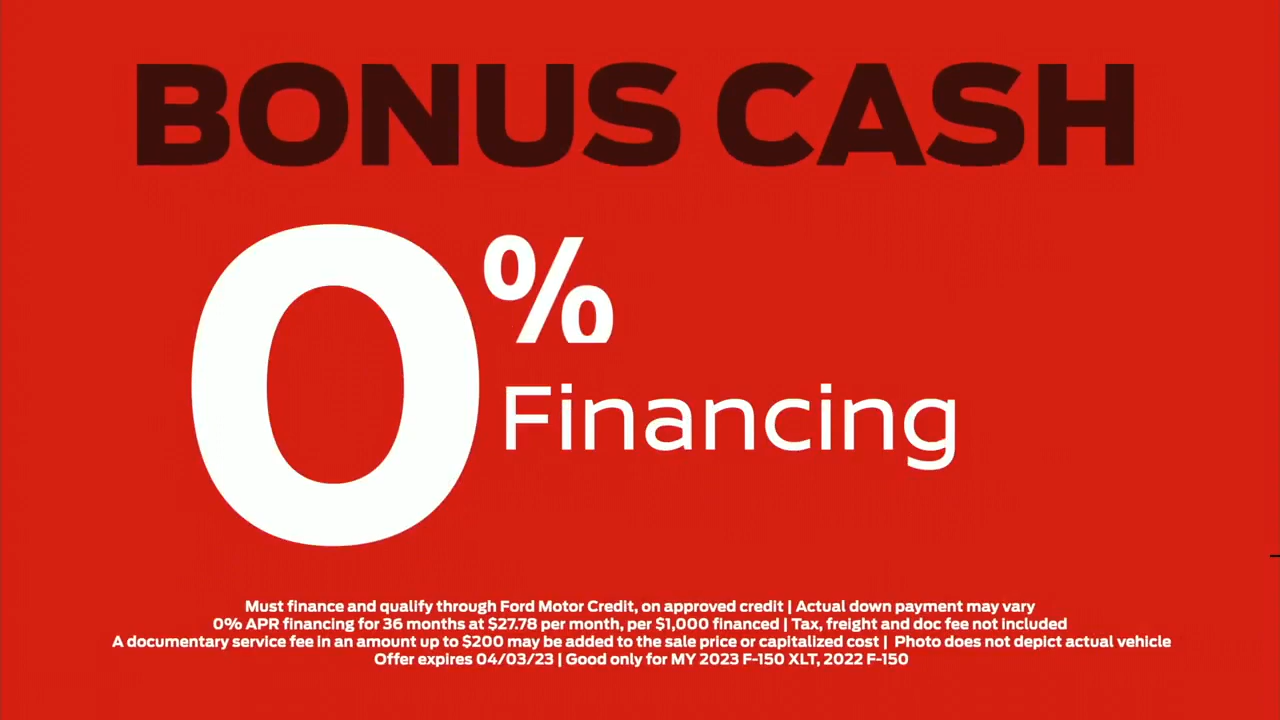 BONUS CASH
0%
Financing
Must finance and qualify through Ford Motor Credit, on approved credit | Actual down payment may vary
0% APR financing for 36 months at $27.78 per month, per $1,000 financed | Tax, freight and doc fee not included
A documentary service fee in an amount up to $200 may be added to the sale price or capitalized cost | Photo does not depict actual vehicle
Offer expires 04/03/23 | Good only for MY 2023 F-150 XLT, 2022 F-150